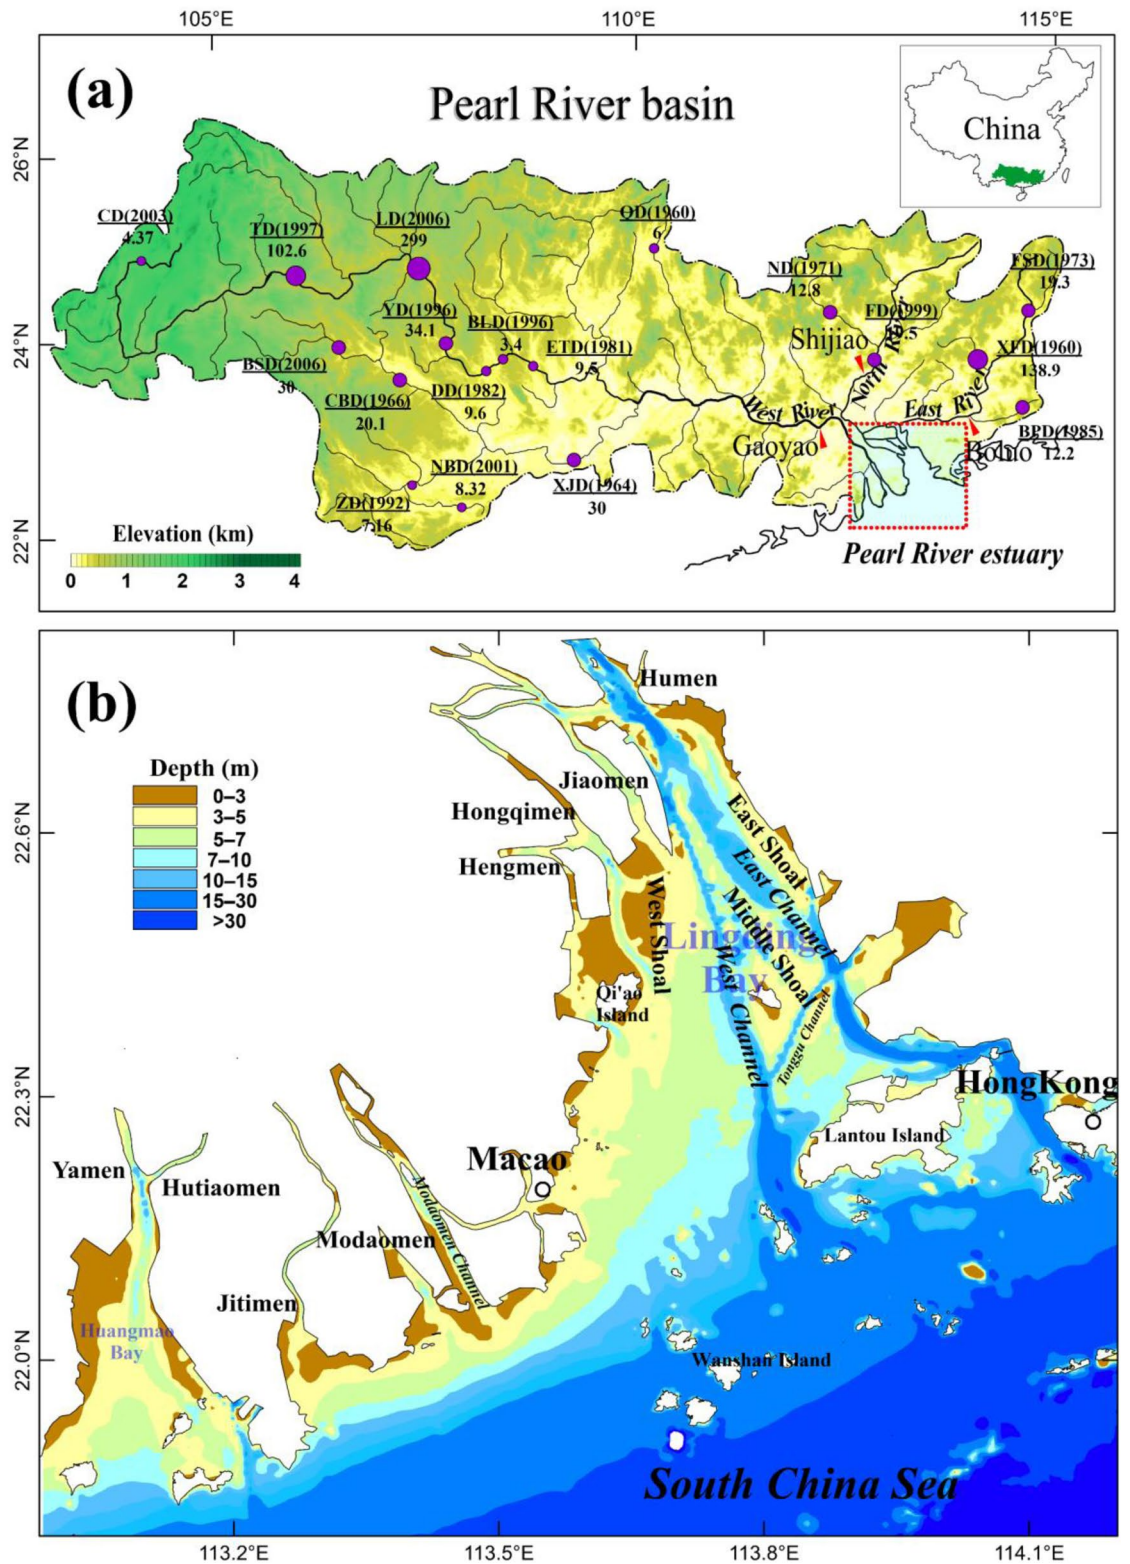 105°E
110°E
115°E
(a)
Pearl River basin
China
26°N
24°N
22°N
CD(2003)
4.37
TD(1997)
102.6
LD(2006)
299
QD(1960)
6
ND(1971)
12.8
FSD(1973)
19.3
YD(1996)
34.1
BLD(1996)
3.4
ETD(1981)
9.5
FD(1999)
Shijiao
North River
XFD(1960)
138.9
BSD(2006)
30
CBD(1966)
20.1
DD(1982)
9.6
West River
East River
Gaoyao
BPD(1985)
12.2
Boluo
NBD(2001)
8.32
XJD(1964)
30
ZD(1992)
7.16
Elevation (km)
0 1 2 3 4
Pearl River estuary
(b)
Humen
Depth (m)
0–3
3–5
5–7
7–10
10–15
15–30
>30
Jiaomen
Hongqimen
Hengmen
East Shoal
East Channel
Middle Shoal
West Shoal
West Channel
Lingding
Bay
Qi'ao
Island
Tonggu Channel
HongKong
Lantou Island
Macao
Yamen
Hutiaomen
Modaomen
Modaomen Channel
Jitimen
Huangmao
Bay
Wanshan Island
South China Sea
22.6°N
22.3°N
22.0°N
113.2°E
113.5°E
113.8°E
114.1°E